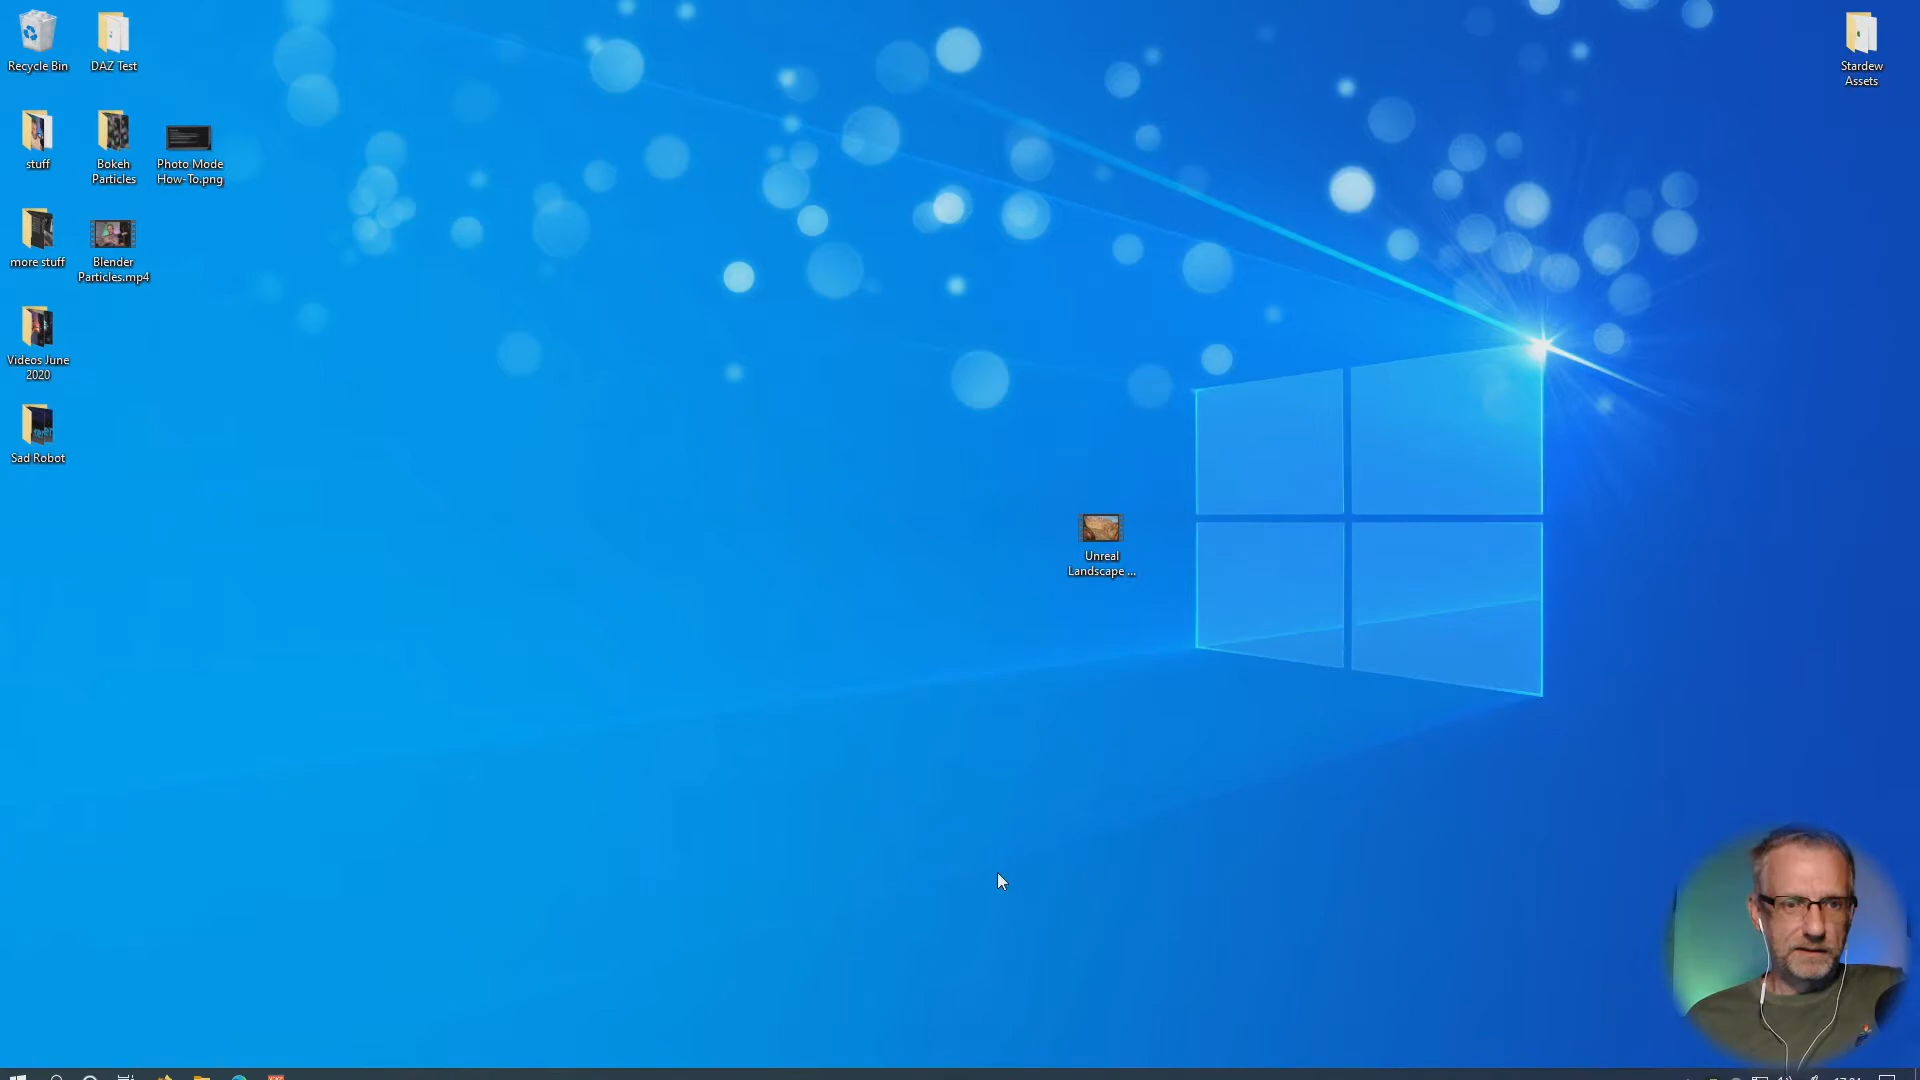 Recycle Bin
DAZ Test
Stardew
Assets
stuff
Bokeh
Particles
Photo Mode
How-To.png
more stuff
Blender
Particles.mp4
Videos June
2020
Sad Robot
Unreal
Landscape ...